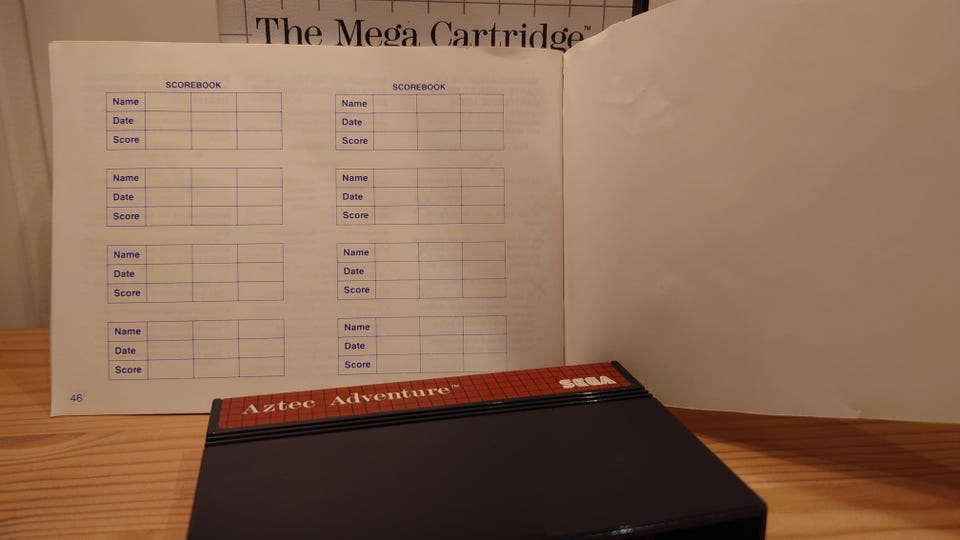 The Mega Cartridge™
SCOREBOOK
Name
Date
Score
Name
Date
Score
Name
Date
Score
Name
Date
Score
SCOREBOOK
Name
Date
Score
Name
Date
Score
Name
Date
Score
Name
Date
Score
46
Aztec Adventure™
SEGA